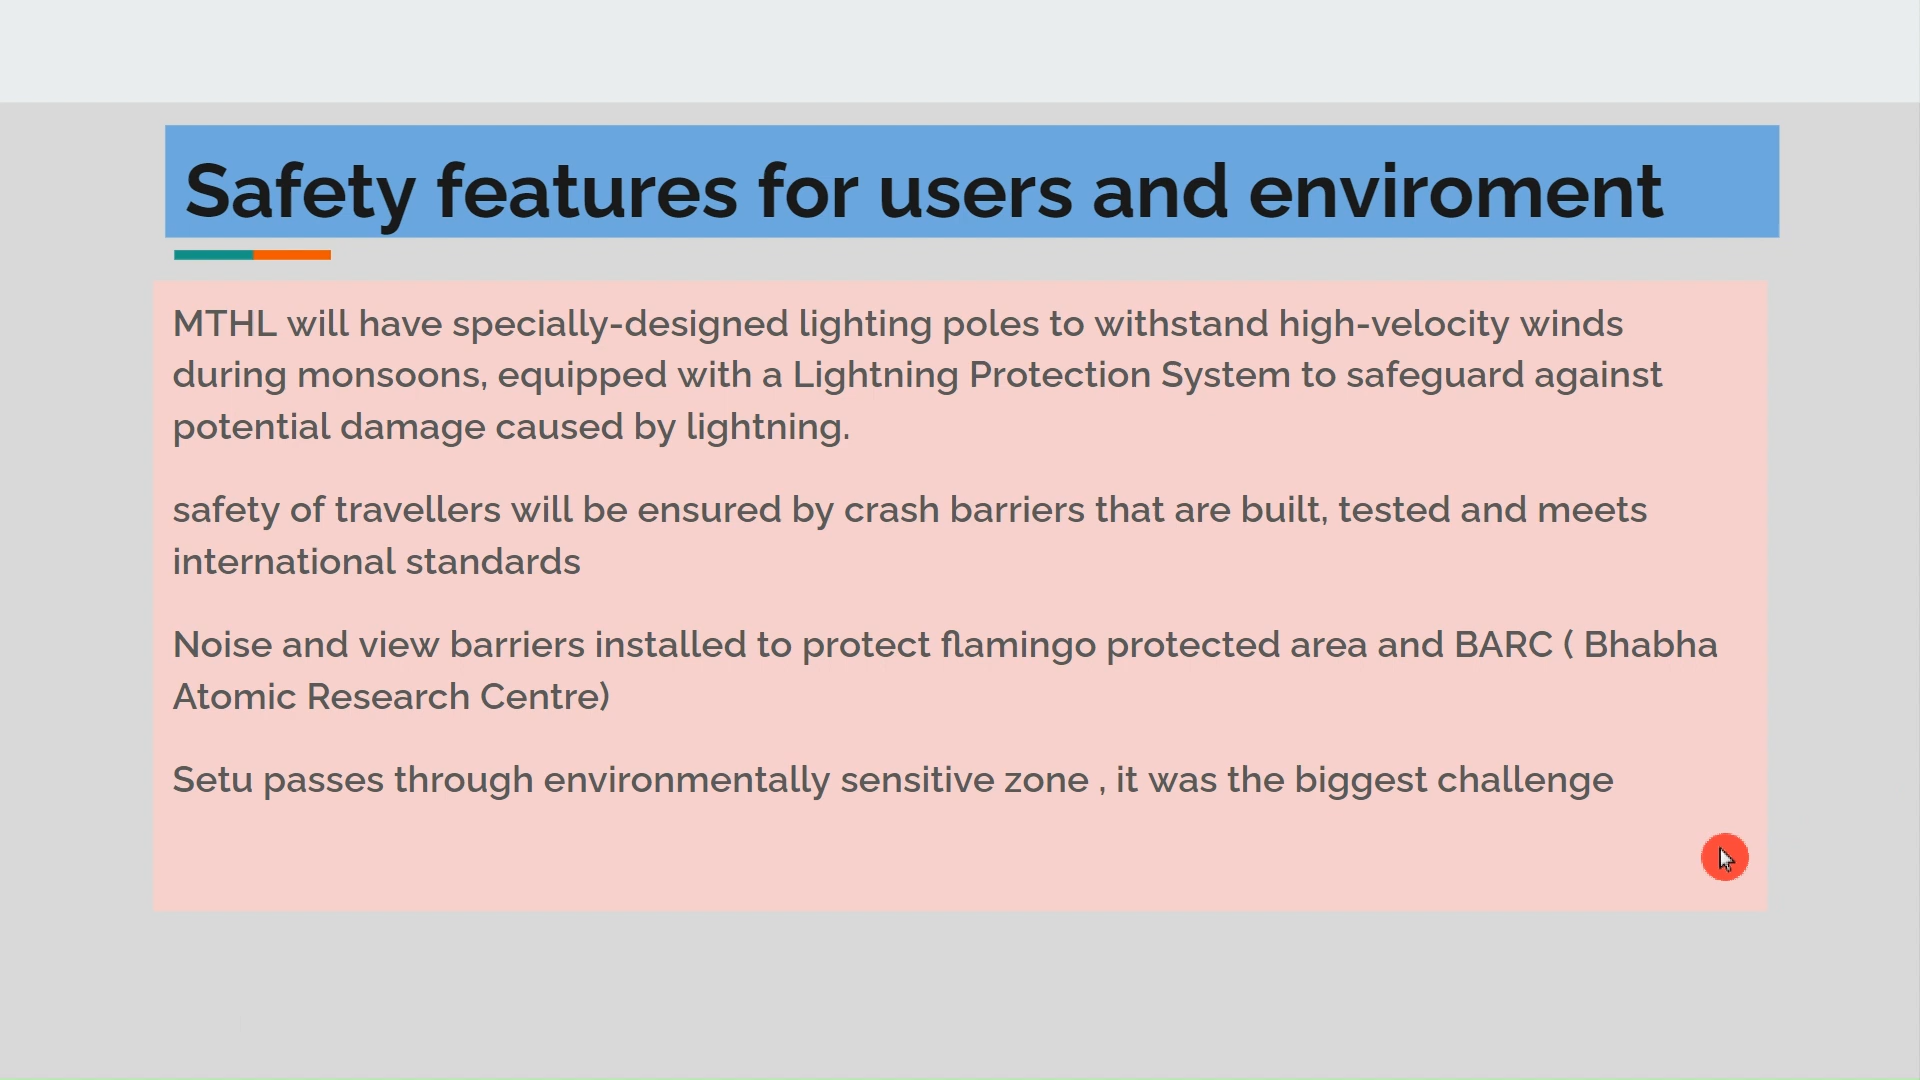 Safety features for users and enviroment
MTHL will have specially-designed lighting poles to withstand high-velocity winds
during monsoons, equipped with a Lightning Protection System to safeguard against
potential damage caused by lightning.
safety of travellers will be ensured by crash barriers that are built, tested and meets
international standards
Noise and view barriers installed to protect flamingo protected area and BARC ( Bhabha
Atomic Research Centre)
Setu passes through environmentally sensitive zone , it was the biggest challenge